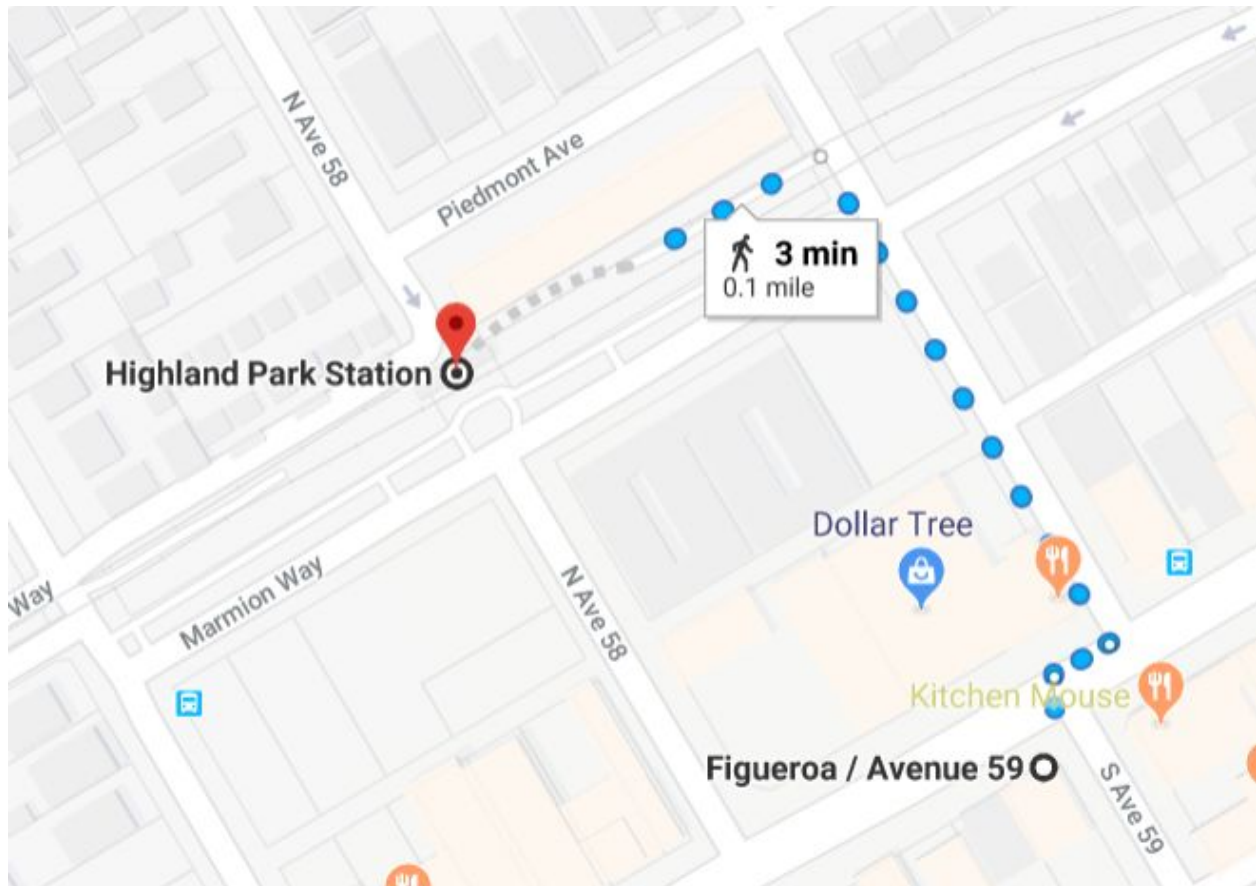 N Ave 58
Piedmont Ave
3 min
0.1 mile
Highland Park Station
Dollar Tree
Way
Marmion Way
N Ave 58
Kitchen Mouse
Figueroa / Avenue 59
S Ave 59